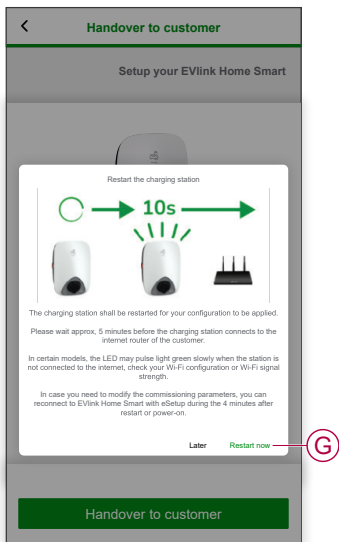 Handover to customer
Setup your EVlink Home Smart
Restart the charging station
10s
The charging station shall be restarted for your configuration to be applied.
Please wait approx, 5 minutes before the charging station connects to the
internet router of the customer.
In certain models, the LED may pulse light green slowly when the station is
not connected to the internet, check your Wi-Fi configuration or Wi-Fi signal
strength.
In case you need to modify the commissioning parameters, you can
reconnect to EVlink Home Smart with eSetup during the 4 minutes after
restart or power-on.
Later Restart now G
Handover to customer